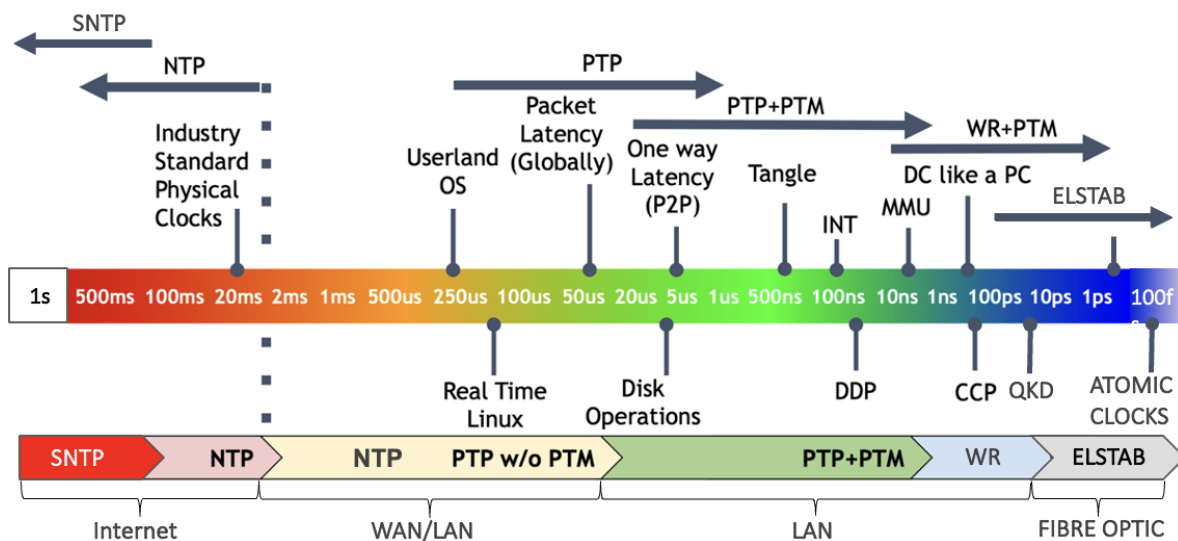 SNTP
NTP
PTP
PTP+PTM
WR+PTM
ELSTAB
Industry
Standard
Physical
Clocks
Userland
OS
Packet
Latency
(Globally)
One way
Latency
(P2P)
Tangle
INT
MMU
DC like a PC
1s 500ms 100ms 20ms 2ms 1ms 500us 250us 100us 50us 20us 5us 1us 500ns 100ns 10ns 1ns 100ps 10ps 1ps 100f
Real Time
Linux
Disk
Operations
DDP
CCP
QKD
ATOMIC
CLOCKS
SNTP NTP NTP PTP w/o PTM PTP+PTM WR ELSTAB
Internet WAN/LAN LAN FIBRE OPTIC